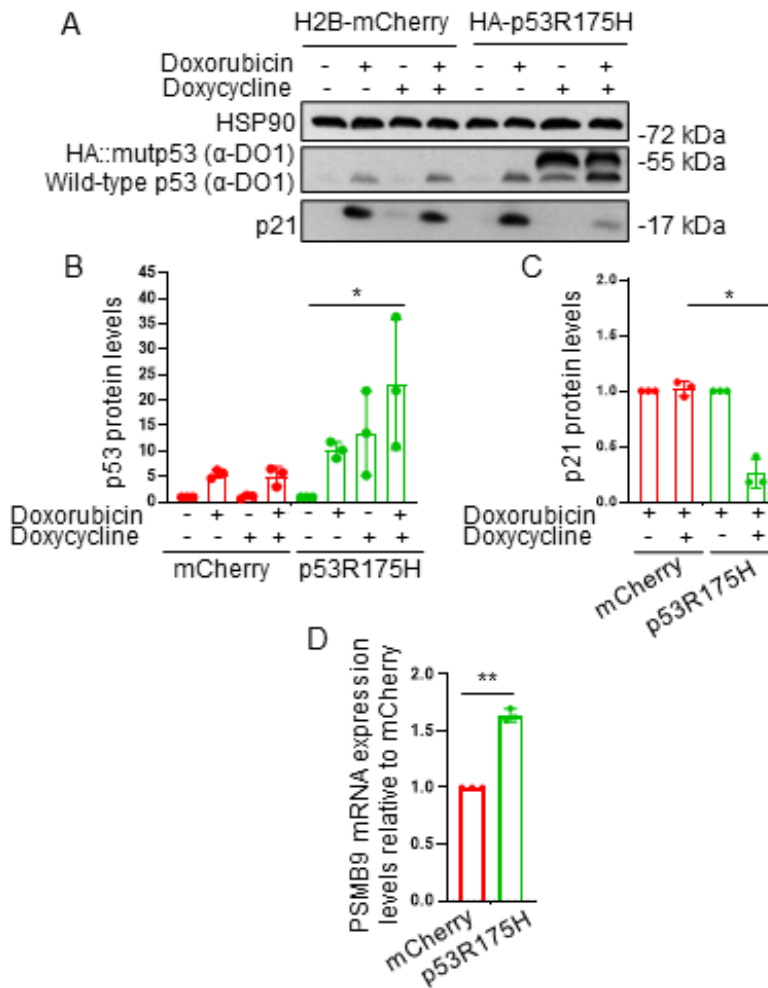 A
H2B-mCherry HA-p53R175H
Doxorubicin - + - + - + - +
Doxycycline - - + + - - + +
HSP90
-72 kDa
HA::mutp53 (α-DO1)
-55 kDa
Wild-type p53 (α-DO1)
p21
-17 kDa
B
p53 protein levels
45
40
35
30
25
20
15
10
5
0
*
Doxorubicin - + - + - + - +
Doxycycline - - + + - - + +
mCherry p53R175H
C
p21 protein levels
2.0
1.5
1.0
0.5
0.0
*
Doxorubicin + + + +
Doxycycline - + - +
mCherry
p53R175H
D
PSMB9 mRNA expression
levels relative to mCherry
2.0
1.5
1.0
0.5
0.0
**
mCherry
p53R175H